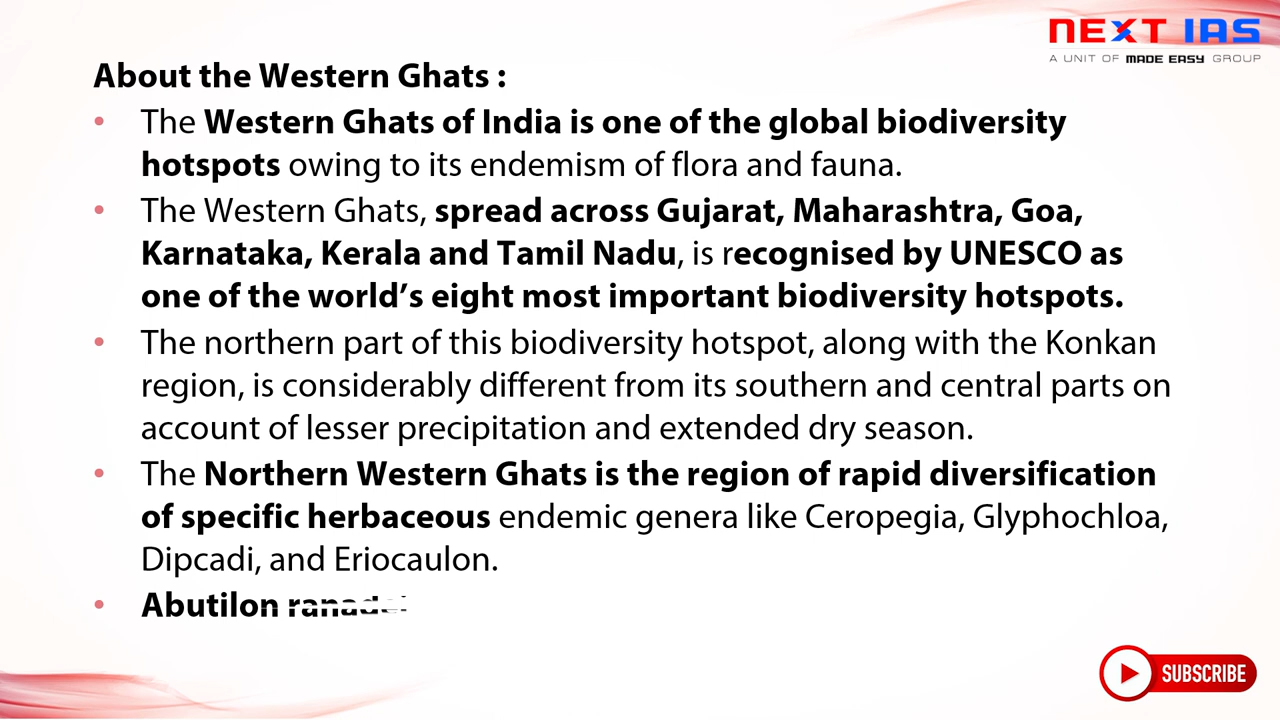 NEXT IAS
A UNIT OF MADE EASY GROUP
About the Western Ghats :
• The Western Ghats of India is one of the global biodiversity
hotspots owing to its endemism of flora and fauna.
• The Western Ghats, spread across Gujarat, Maharashtra, Goa,
Karnataka, Kerala and Tamil Nadu, is recognised by UNESCO as
one of the world’s eight most important biodiversity hotspots.
• The northern part of this biodiversity hotspot, along with the Konkan
region, is considerably different from its southern and central parts on
account of lesser precipitation and extended dry season.
• The Northern Western Ghats is the region of rapid diversification
of specific herbaceous endemic genera like Ceropegia, Glyphochloa,
Dipcadi, and Eriocaulon.
• Abutilon
SUBSCRIBE